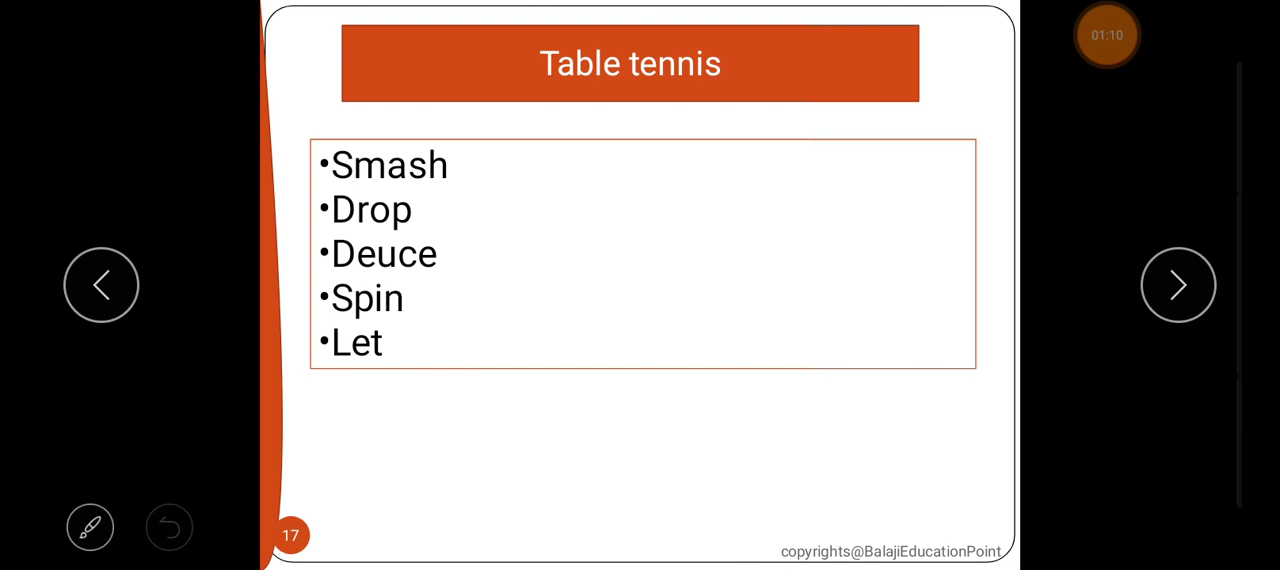 01:10
Table tennis
•Smash
•Drop
•Deuce
•Spin
•Let
17
copyrights@BalajiEducationPoint